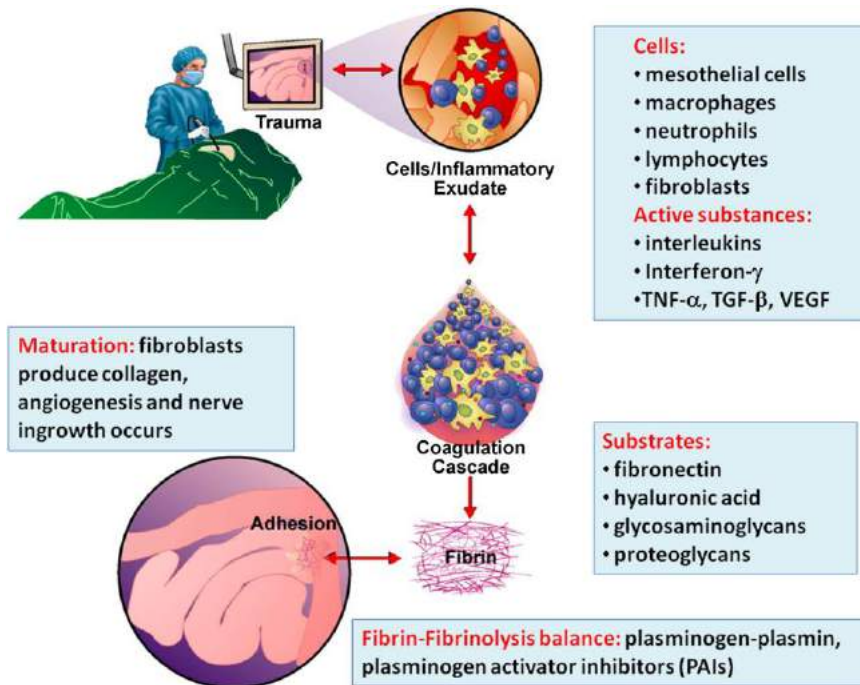 Trauma
Cells/Inflammatory
Exudate
Cells:
• mesothelial cells
• macrophages
• neutrophils
• lymphocytes
• fibroblasts
Active substances:
• interleukins
• Interferon-γ
•TNF-α, TGF-β, VEGF
Maturation: fibroblasts
produce collagen,
angiogenesis and nerve
ingrowth occurs
Coagulation
Cascade
Substrates:
• fibronectin
• hyaluronic acid
• glycosaminoglycans
• proteoglycans
Adhesion
Fibrin
Fibrin-Fibrinolysis balance: plasminogen-plasmin,
plasminogen activator inhibitors (PAIs)